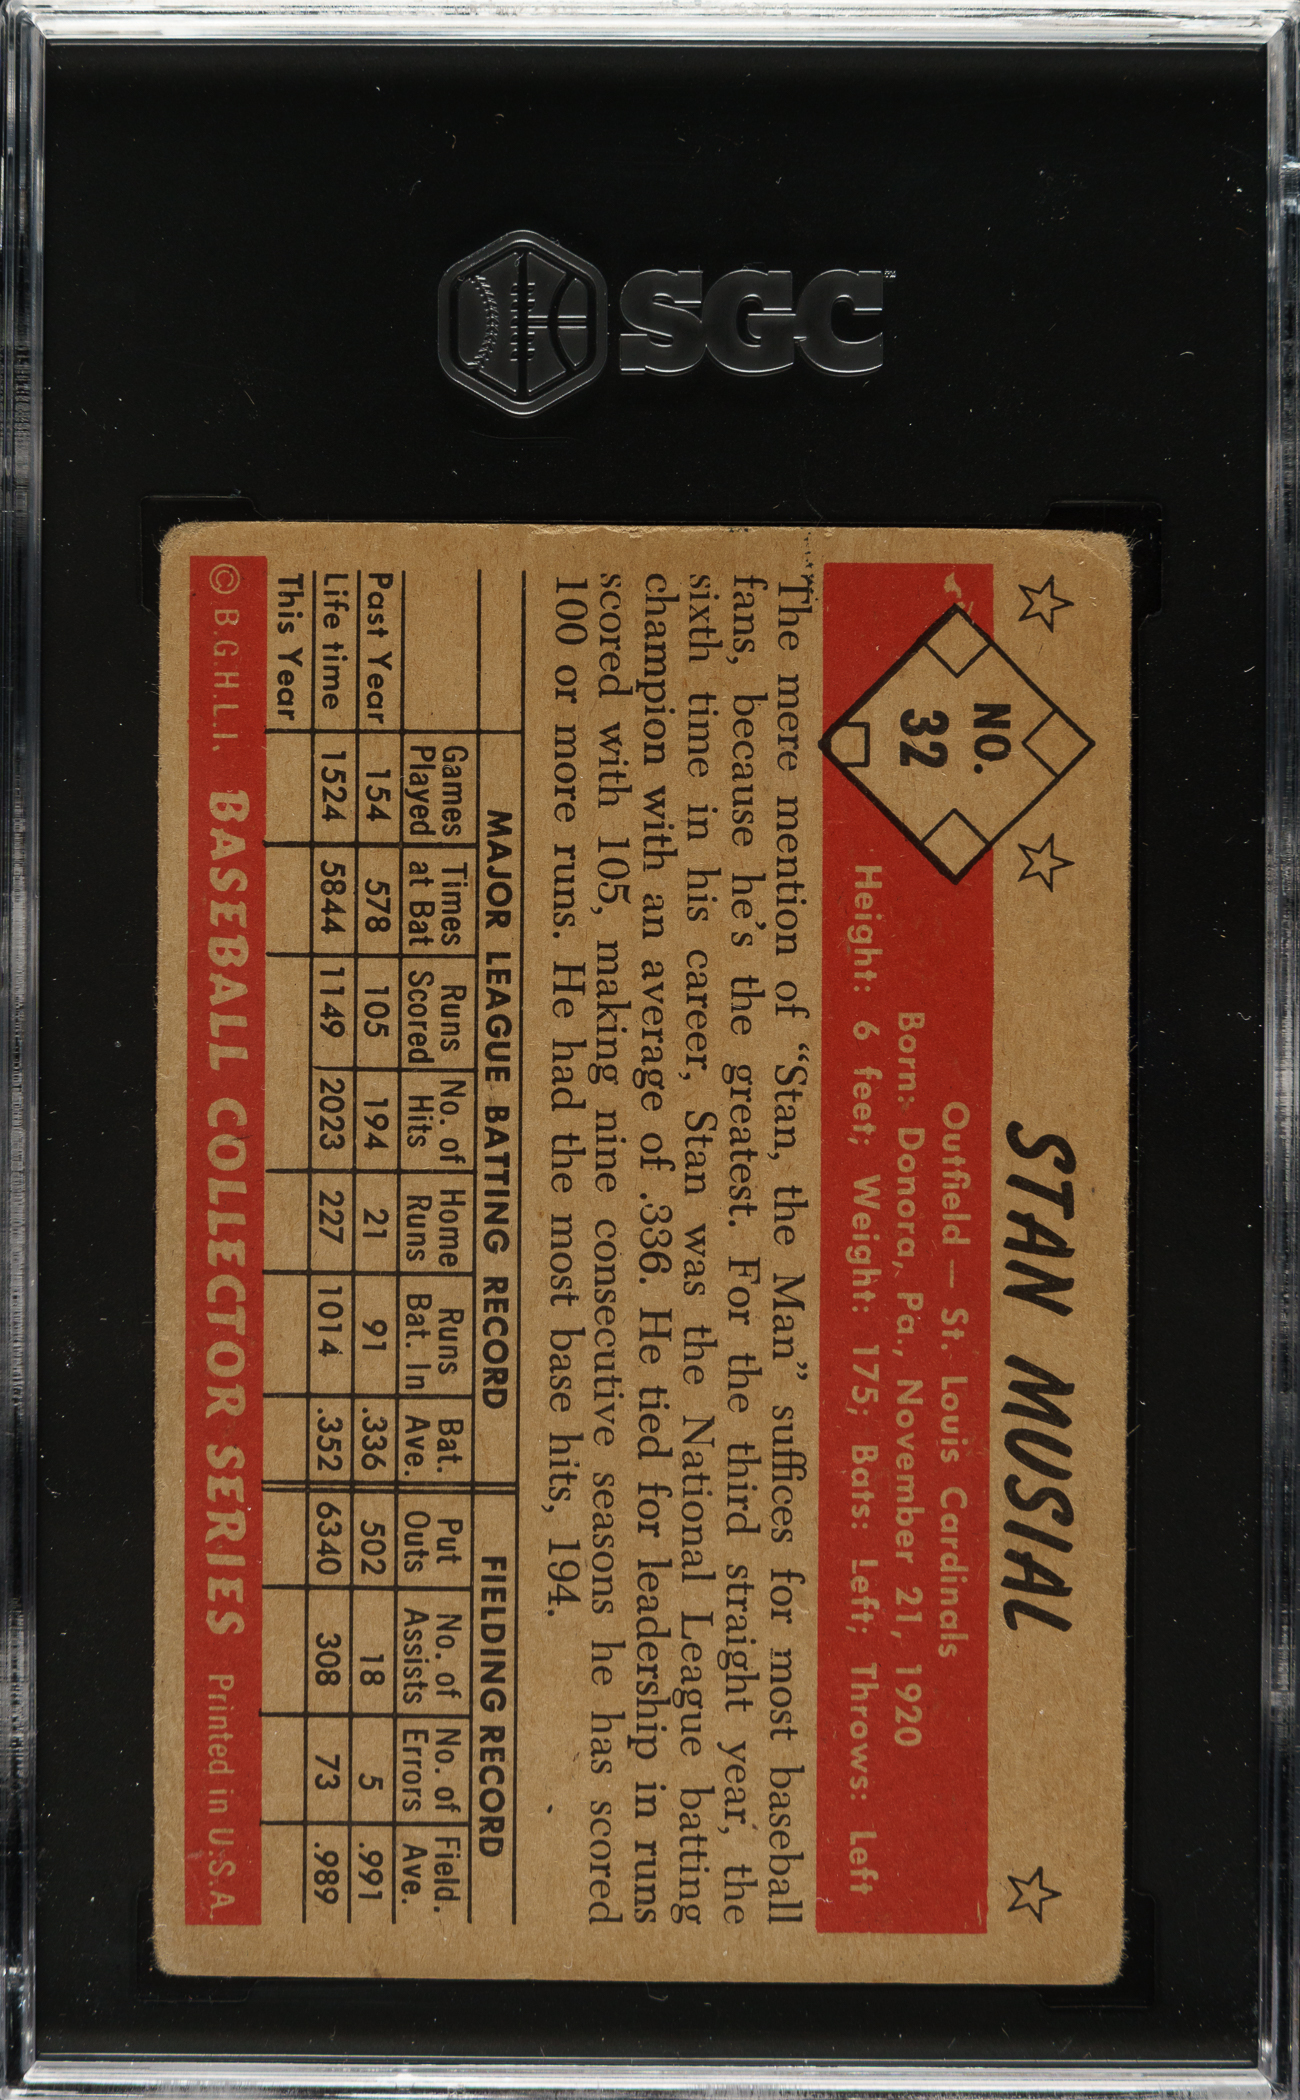 SGC
STAN MUSIAL
NO.
32
Outfield — St. Louis Cardinals
Born: Donora, Pa., November 21, 1920
Height: 6 feet; Weight: 175; Bats: Left; Throws: Left
The mere mention of “Stan, the Man” suffices for most baseball
fans, because he’s the greatest. For the third straight year, the
sixth time in his career, Stan was the National League batting
champion with an average of .336. He tied for leadership in runs
scored with 105, making nine consecutive seasons he has scored
100 or more runs. He had the most base hits, 194.
MAJOR LEAGUE BATTING RECORD FIELDING RECORD
Games Times Runs No. of Home Runs Bat. Put No. of No. of Field.
Played at Bat Scored Hits Runs Bat. In Ave. Outs Assists Errors Ave.
Past Year 154 578 105 194 21 91 .336 502 18 5 .991
Life time 1524 5844 1149 2023 227 1014 .352 6340 308 73 .989
This Year
© B.G.H.L.I. BASEBALL COLLECTOR SERIES Printed in U.S.A.